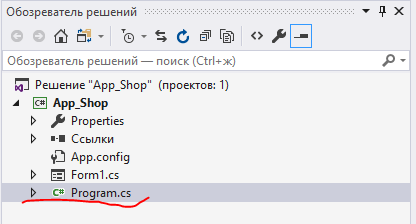 Обозреватель решений
Обозреватель решений — поиск (Ctrl+ж)
Решение "App_Shop" (проектов: 1)
C# App_Shop
Properties
Ссылки
App.config
Form1.cs
C# Program.cs